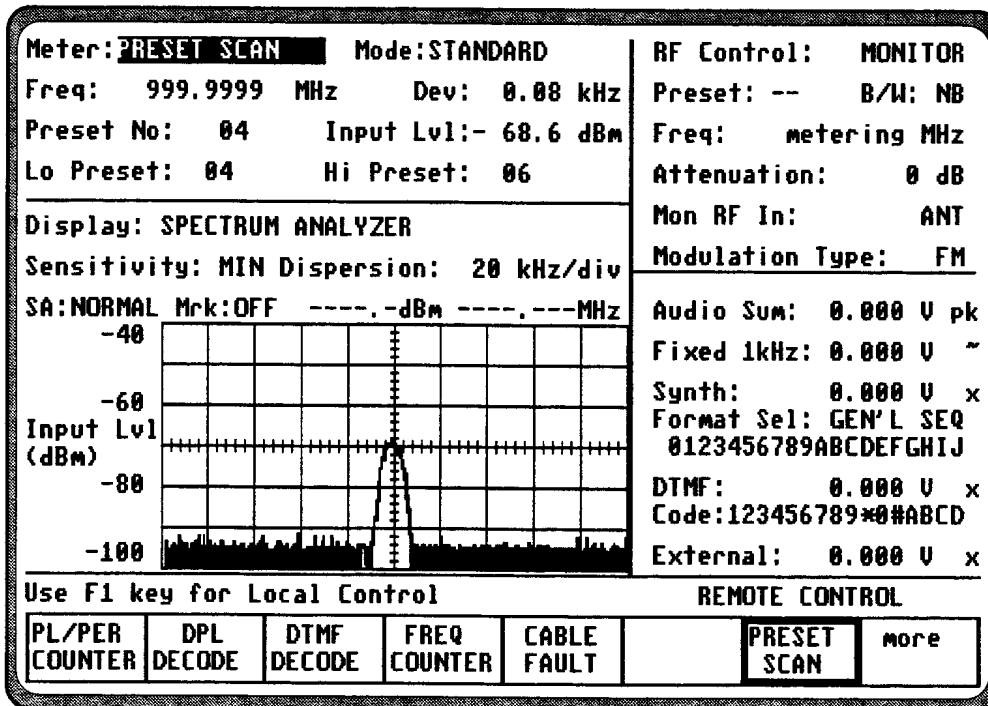 Meter:PRESET SCAN Mode:STANDARD
Freq: 999.9999 MHz Dev: 0.08 kHz
Preset No: 04 Input Lvl:- 68.6 dBm
Lo Preset: 04 Hi Preset: 06
Display: SPECTRUM ANALYZER
Sensitivity: MIN Dispersion: 20 kHz/div
SA:NORMAL Mrk:OFF ----.-dBm ----.---MHz
-40
-60
Input Lvl
(dBm)
-80
-100
RF Control: MONITOR
Preset: -- B/W: NB
Freq: metering MHz
Attenuation: 0 dB
Mon RF In: ANT
Modulation Type: FM
Audio Sum: 0.000 V pk
Fixed 1kHz: 0.000 V ~
Synth: 0.000 V x
Format Sel: GEN'L SEQ
0123456789ABCDEFGHIJ
DTMF: 0.000 V x
Code:123456789*0#ABCD
External: 0.000 V x
Use F1 key for Local Control REMOTE CONTROL
PL/PER COUNTER
DPL DECODE
DTMF DECODE
FREQ COUNTER
CABLE FAULT
PRESET SCAN
more